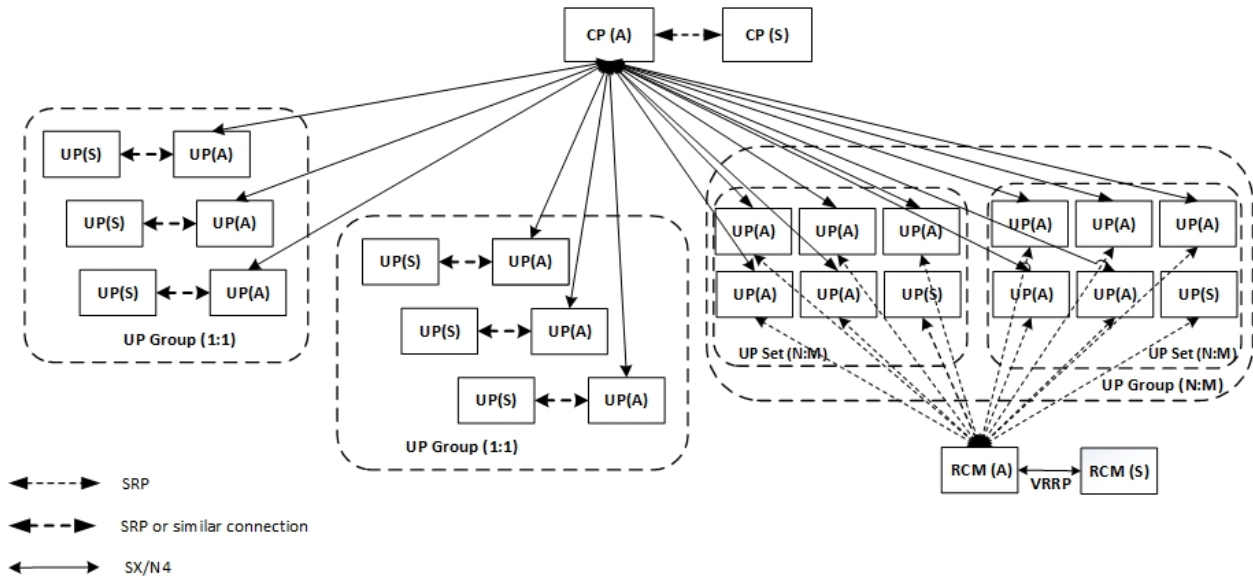 CP (A)
CP (S)
UP(S)
UP(A)
UP(S)
UP(A)
UP(S)
UP(A)
UP Group (1:1)
UP(S)
UP(A)
UP(S)
UP(A)
UP(S)
UP(A)
UP Group (1:1)
UP(A)
UP(A)
UP(A)
UP(A)
UP(A)
UP(S)
UP Set (N:M)
UP(A)
UP(A)
UP(A)
UP(A)
UP(A)
UP(S)
UP Set (N:M)
UP Group (N:M)
RCM (A)
VRRP
RCM (S)
SRP
SRP or similar connection
SX/N4